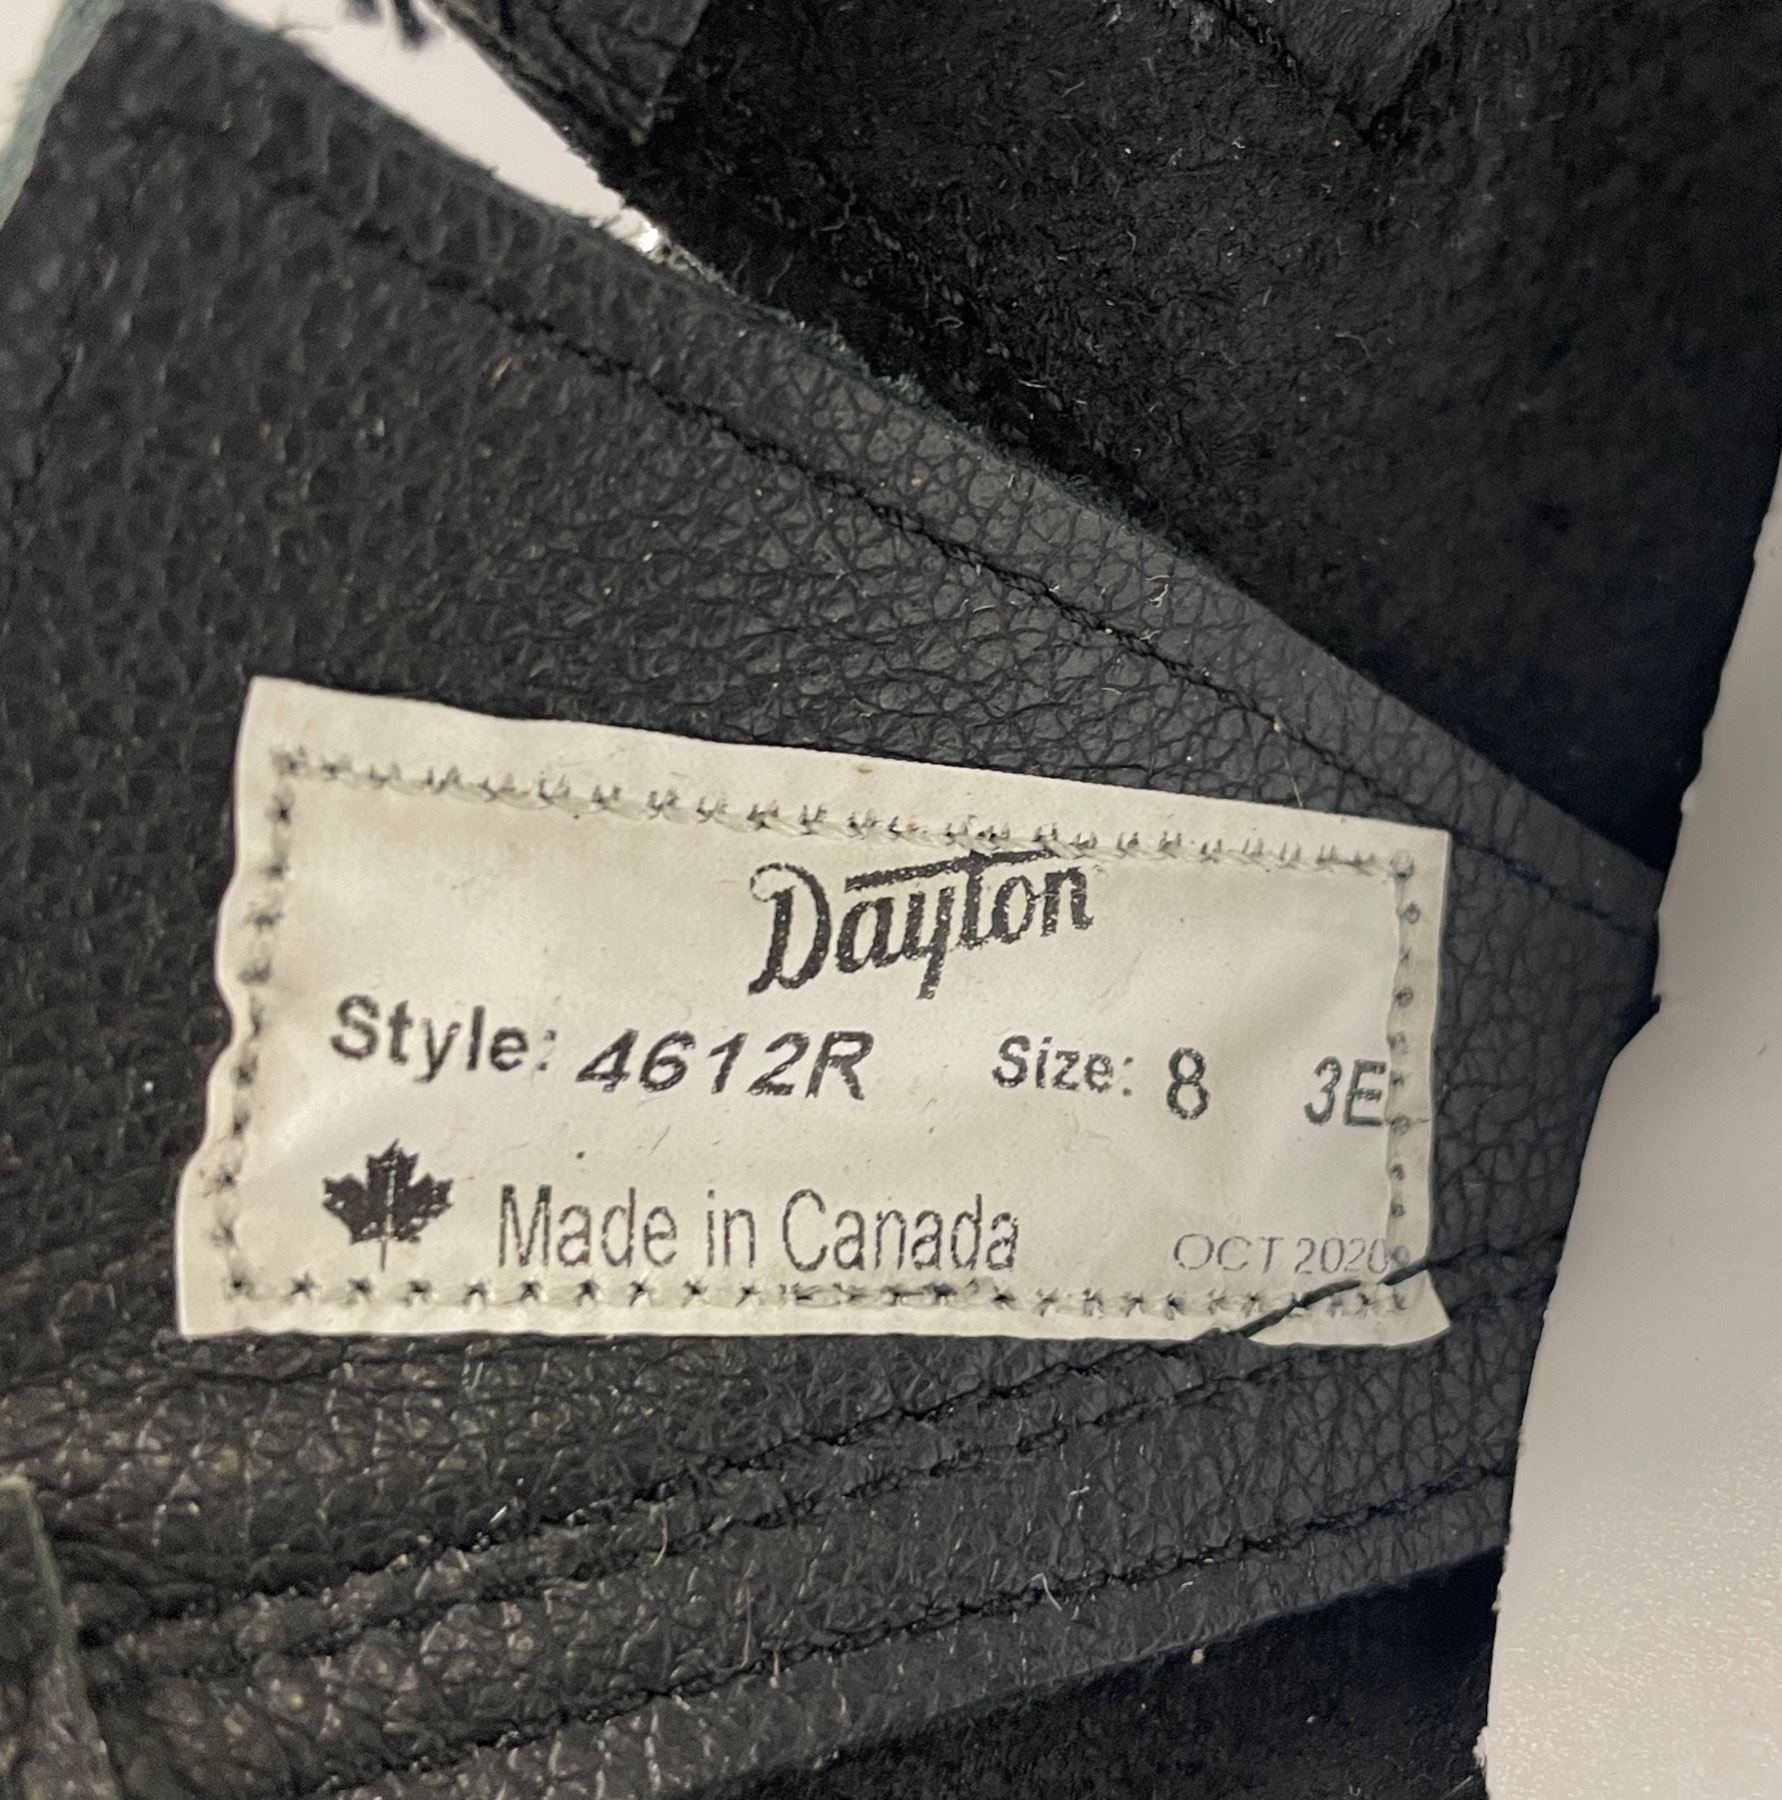 Dayton
Style: 4612R Size: 8 3E
Made in Canada OCT 2020